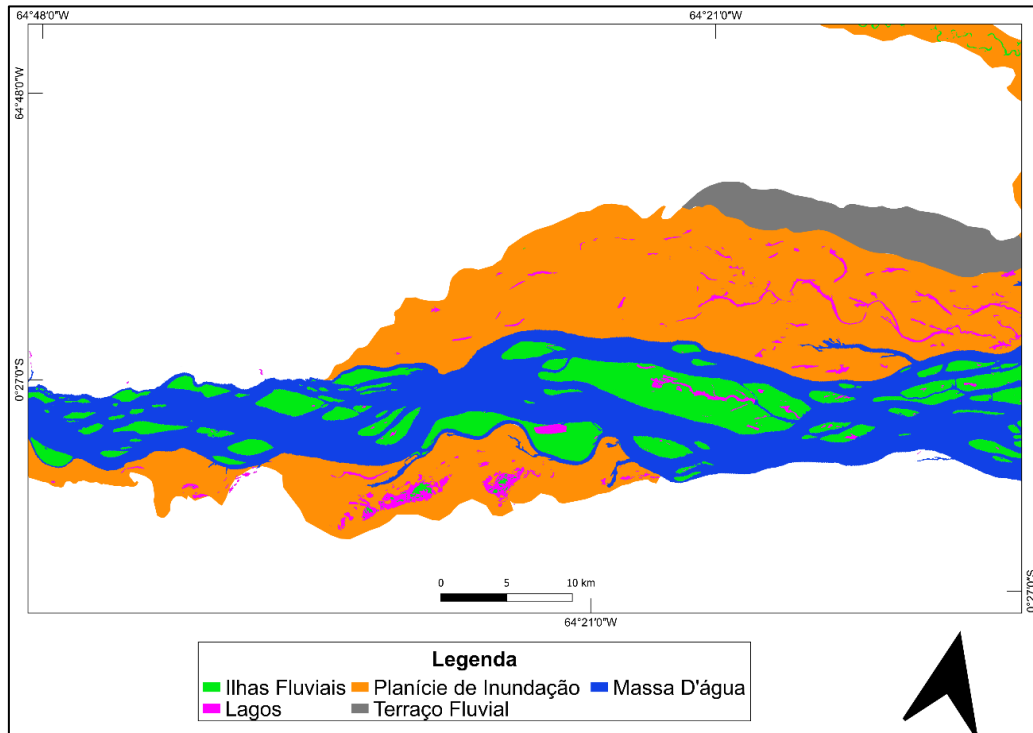 64°48'0"W 64°21'0"W
64°48'0"W
0°27'0"S
0 5 10 km
0°27'0"S
64°21'0"W
Legenda
Ilhas Fluviais Planície de Inundação Massa D'água
Lagos Terraço Fluvial